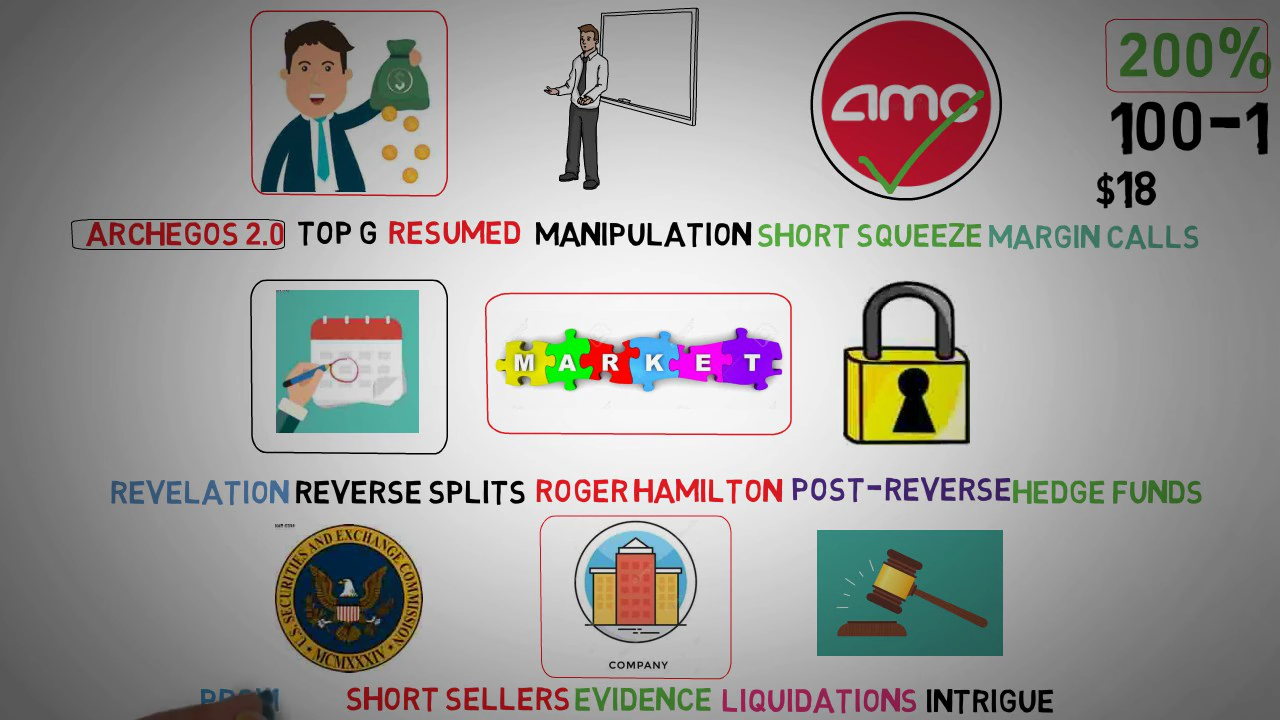 amc
200%
100-1
$18
ARCHEGOS 2.0 TOP G RESUMED MANIPULATION SHORT SQUEEZE MARGIN CALLS
MARKET
REVELATION REVERSE SPLITS ROGER HAMILTON POST-REVERSE HEDGE FUNDS
U.S. SECURITIES AND EXCHANGE COMMISSION
MCMXXXIV
COMPANY
SHORT SELLERS EVIDENCE LIQUIDATIONS INTRIGUE